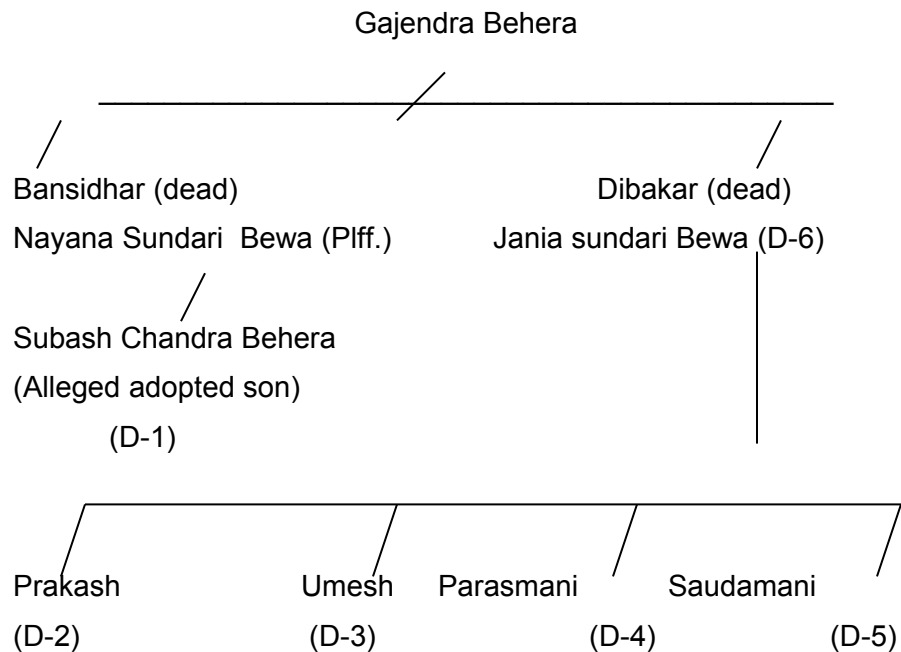 Gajendra Behera
Bansidhar (dead) Dibakar (dead)
Nayana Sundari Bewa (Plff.) Jania sundari Bewa (D-6)
Subash Chandra Behera
(Alleged adopted son)
(D-1)
Prakash Umesh Parasmani Saudamani
(D-2) (D-3) (D-4) (D-5)